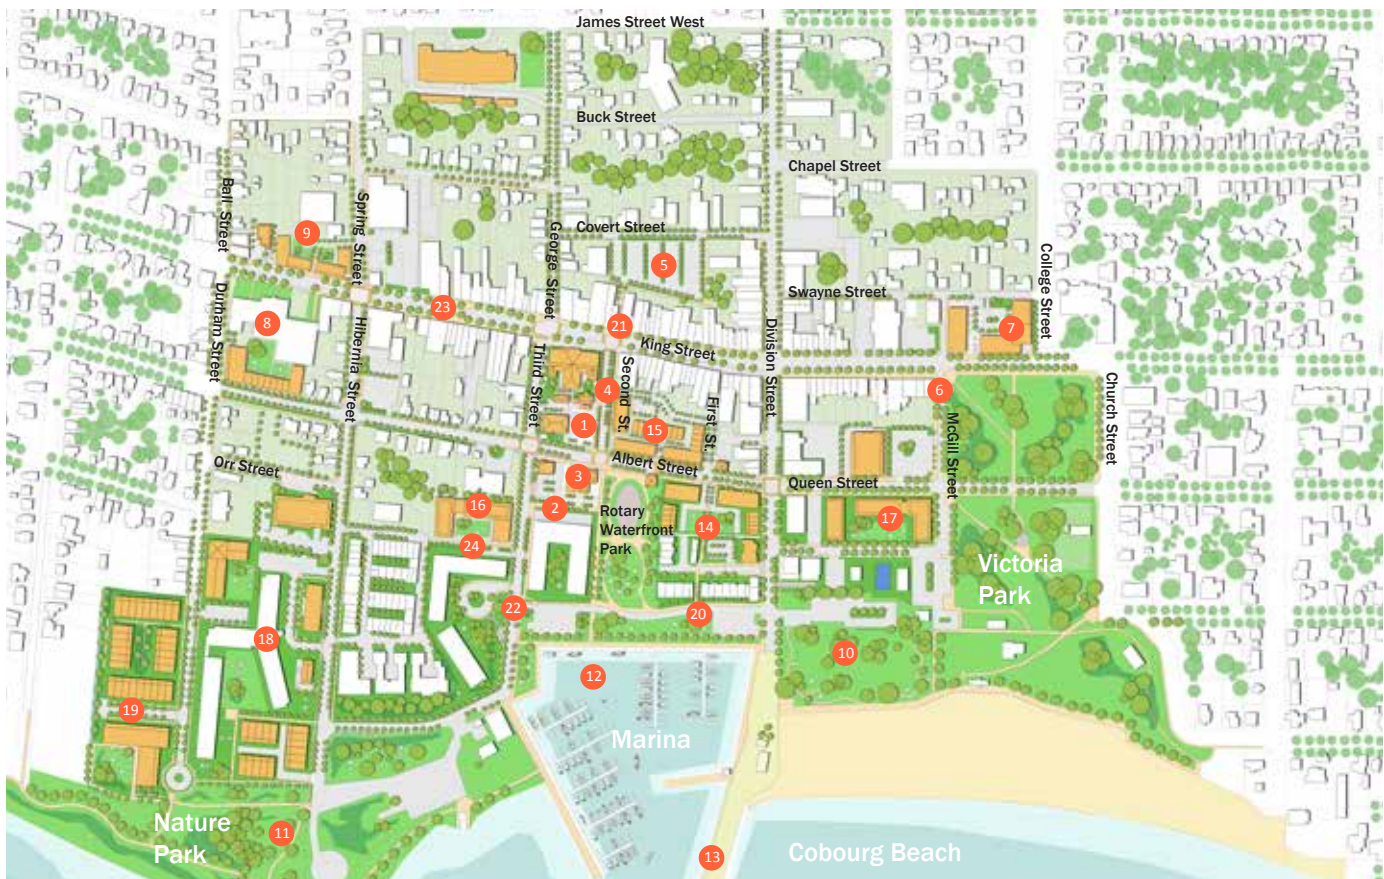 James Street West
Buck Street
Chapel Street
Ball Street
Spring Street
9
George Street
Covert Street
5
College Street
Swayne Street
Durham Street
8
23
21
7
Hibernia Street
Third Street
King Street
Division Street
Second St.
4
6
Church Street
First St.
1
15
McGill Street
Orr Street
Albert Street
3
Queen Street
16
2
Rotary
Waterfront
Park
14
17
24
Victoria
Park
22
20
18
10
12
19
Marina
Nature
Park
11
13
Cobourg Beach